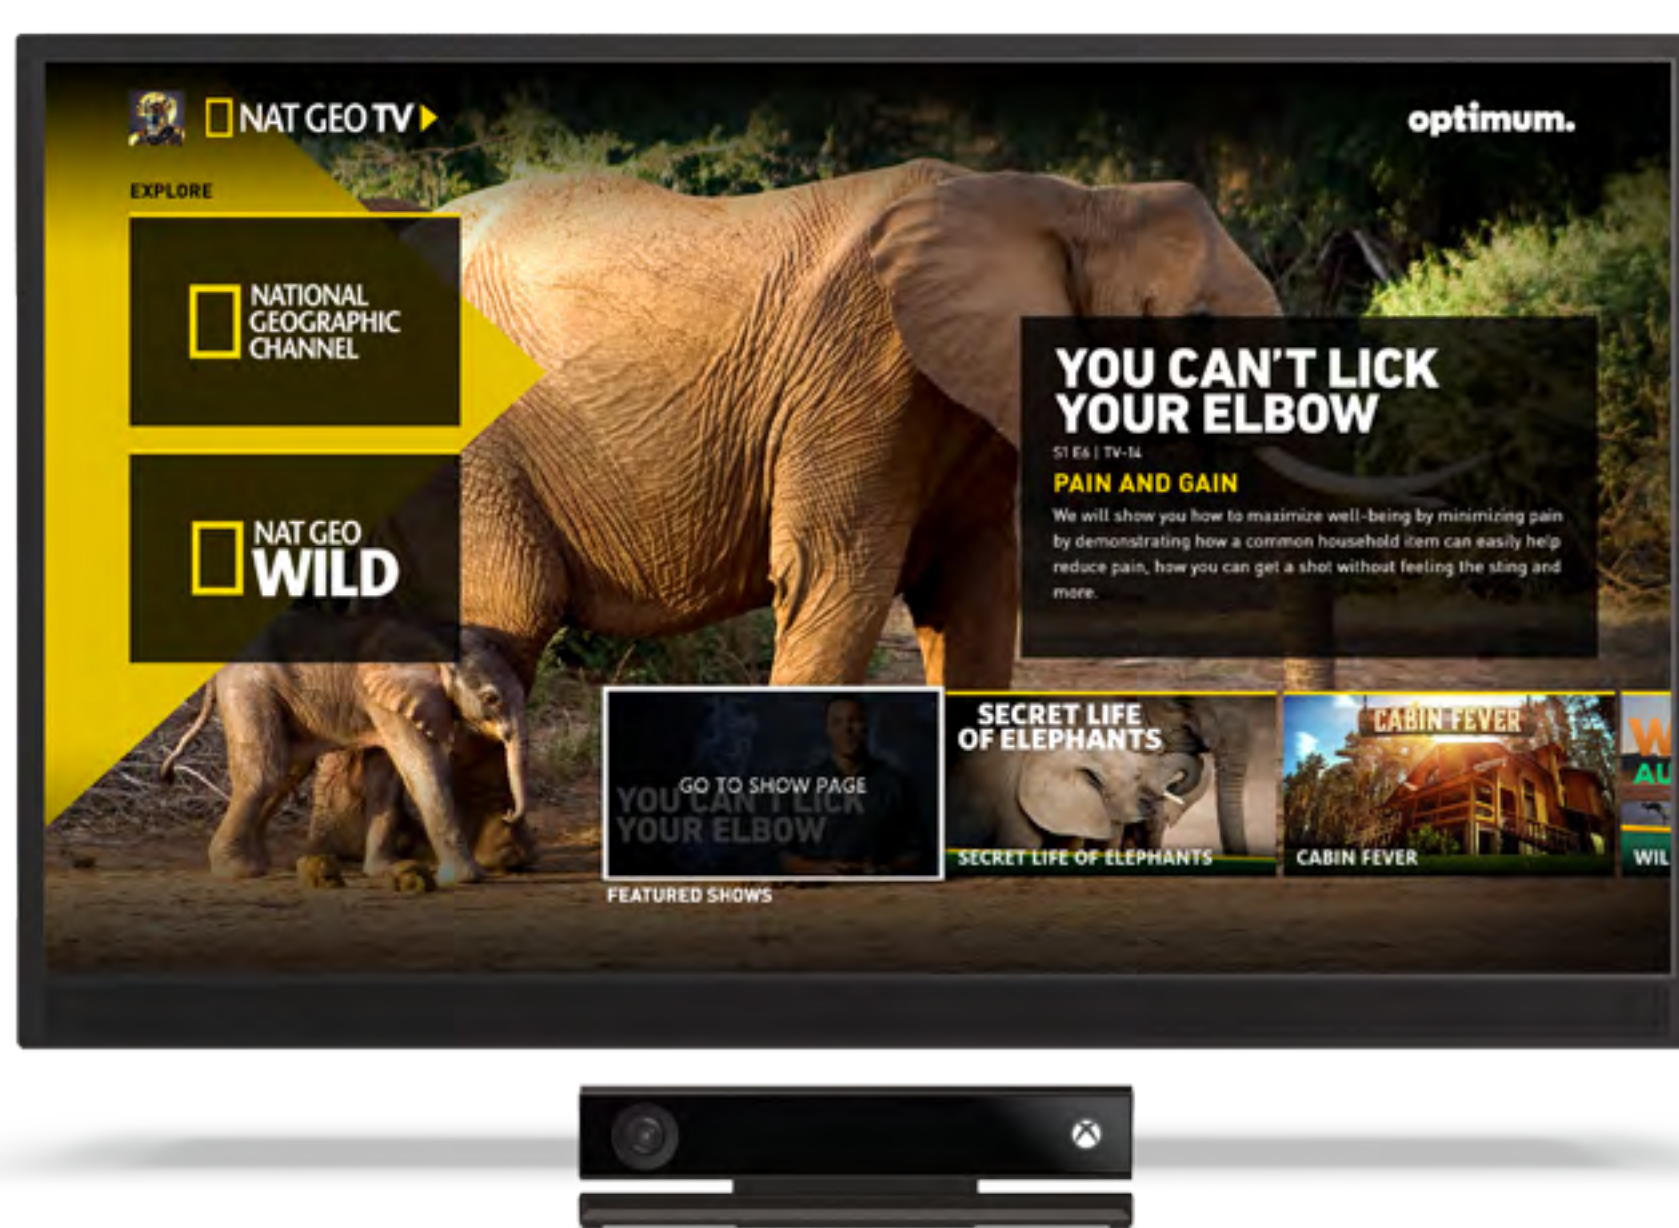 NAT GEO TV
optimum.
EXPLORE
NATIONAL
GEOGRAPHIC
CHANNEL
NAT GEO
WILD
YOU CAN'T LICK
YOUR ELBOW
S1 E6 | TV-14
PAIN AND GAIN
We will show you how to maximize well-being by minimizing pain
by demonstrating how a common household item can easily help
reduce pain, how you can get a shot without feeling the sting and
more.
GO TO SHOW PAGE
YOU CAN'T LICK
YOUR ELBOW
FEATURED SHOWS
SECRET LIFE
OF ELEPHANTS
SECRET LIFE OF ELEPHANTS
CABIN FEVER
CABIN FEVER
W
AU
WIL